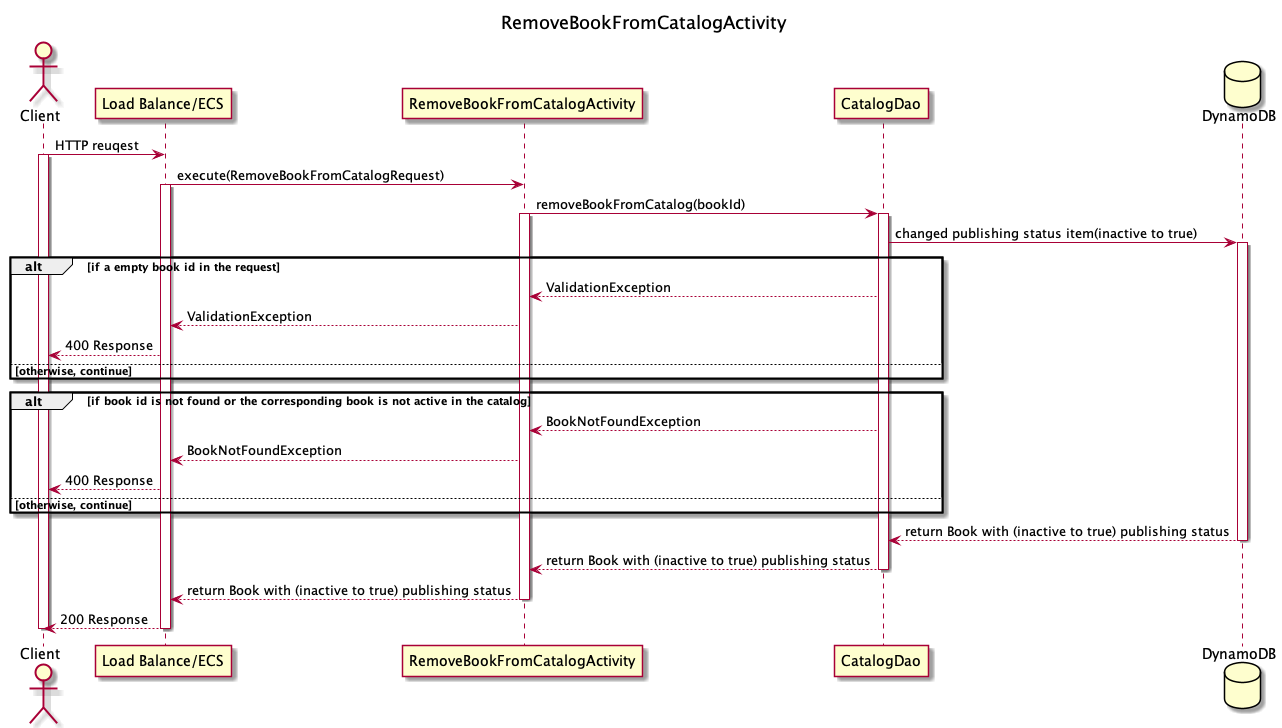 RemoveBookFromCatalogActivity
Client
Load Balance/ECS
RemoveBookFromCatalogActivity
CatalogDao
DynamoDB
HTTP reuqest
execute(RemoveBookFromCatalogRequest)
removeBookFromCatalog(bookId)
changed publishing status item(inactive to true)
alt [if a empty book id in the request]
ValidationException
ValidationException
400 Response
[otherwise, continue]
alt [if book id is not found or the corresponding book is not active in the catalog]
BookNotFoundException
BookNotFoundException
400 Response
[otherwise, continue]
return Book with (inactive to true) publishing status
return Book with (inactive to true) publishing status
return Book with (inactive to true) publishing status
200 Response
Client
Load Balance/ECS
RemoveBookFromCatalogActivity
CatalogDao
DynamoDB